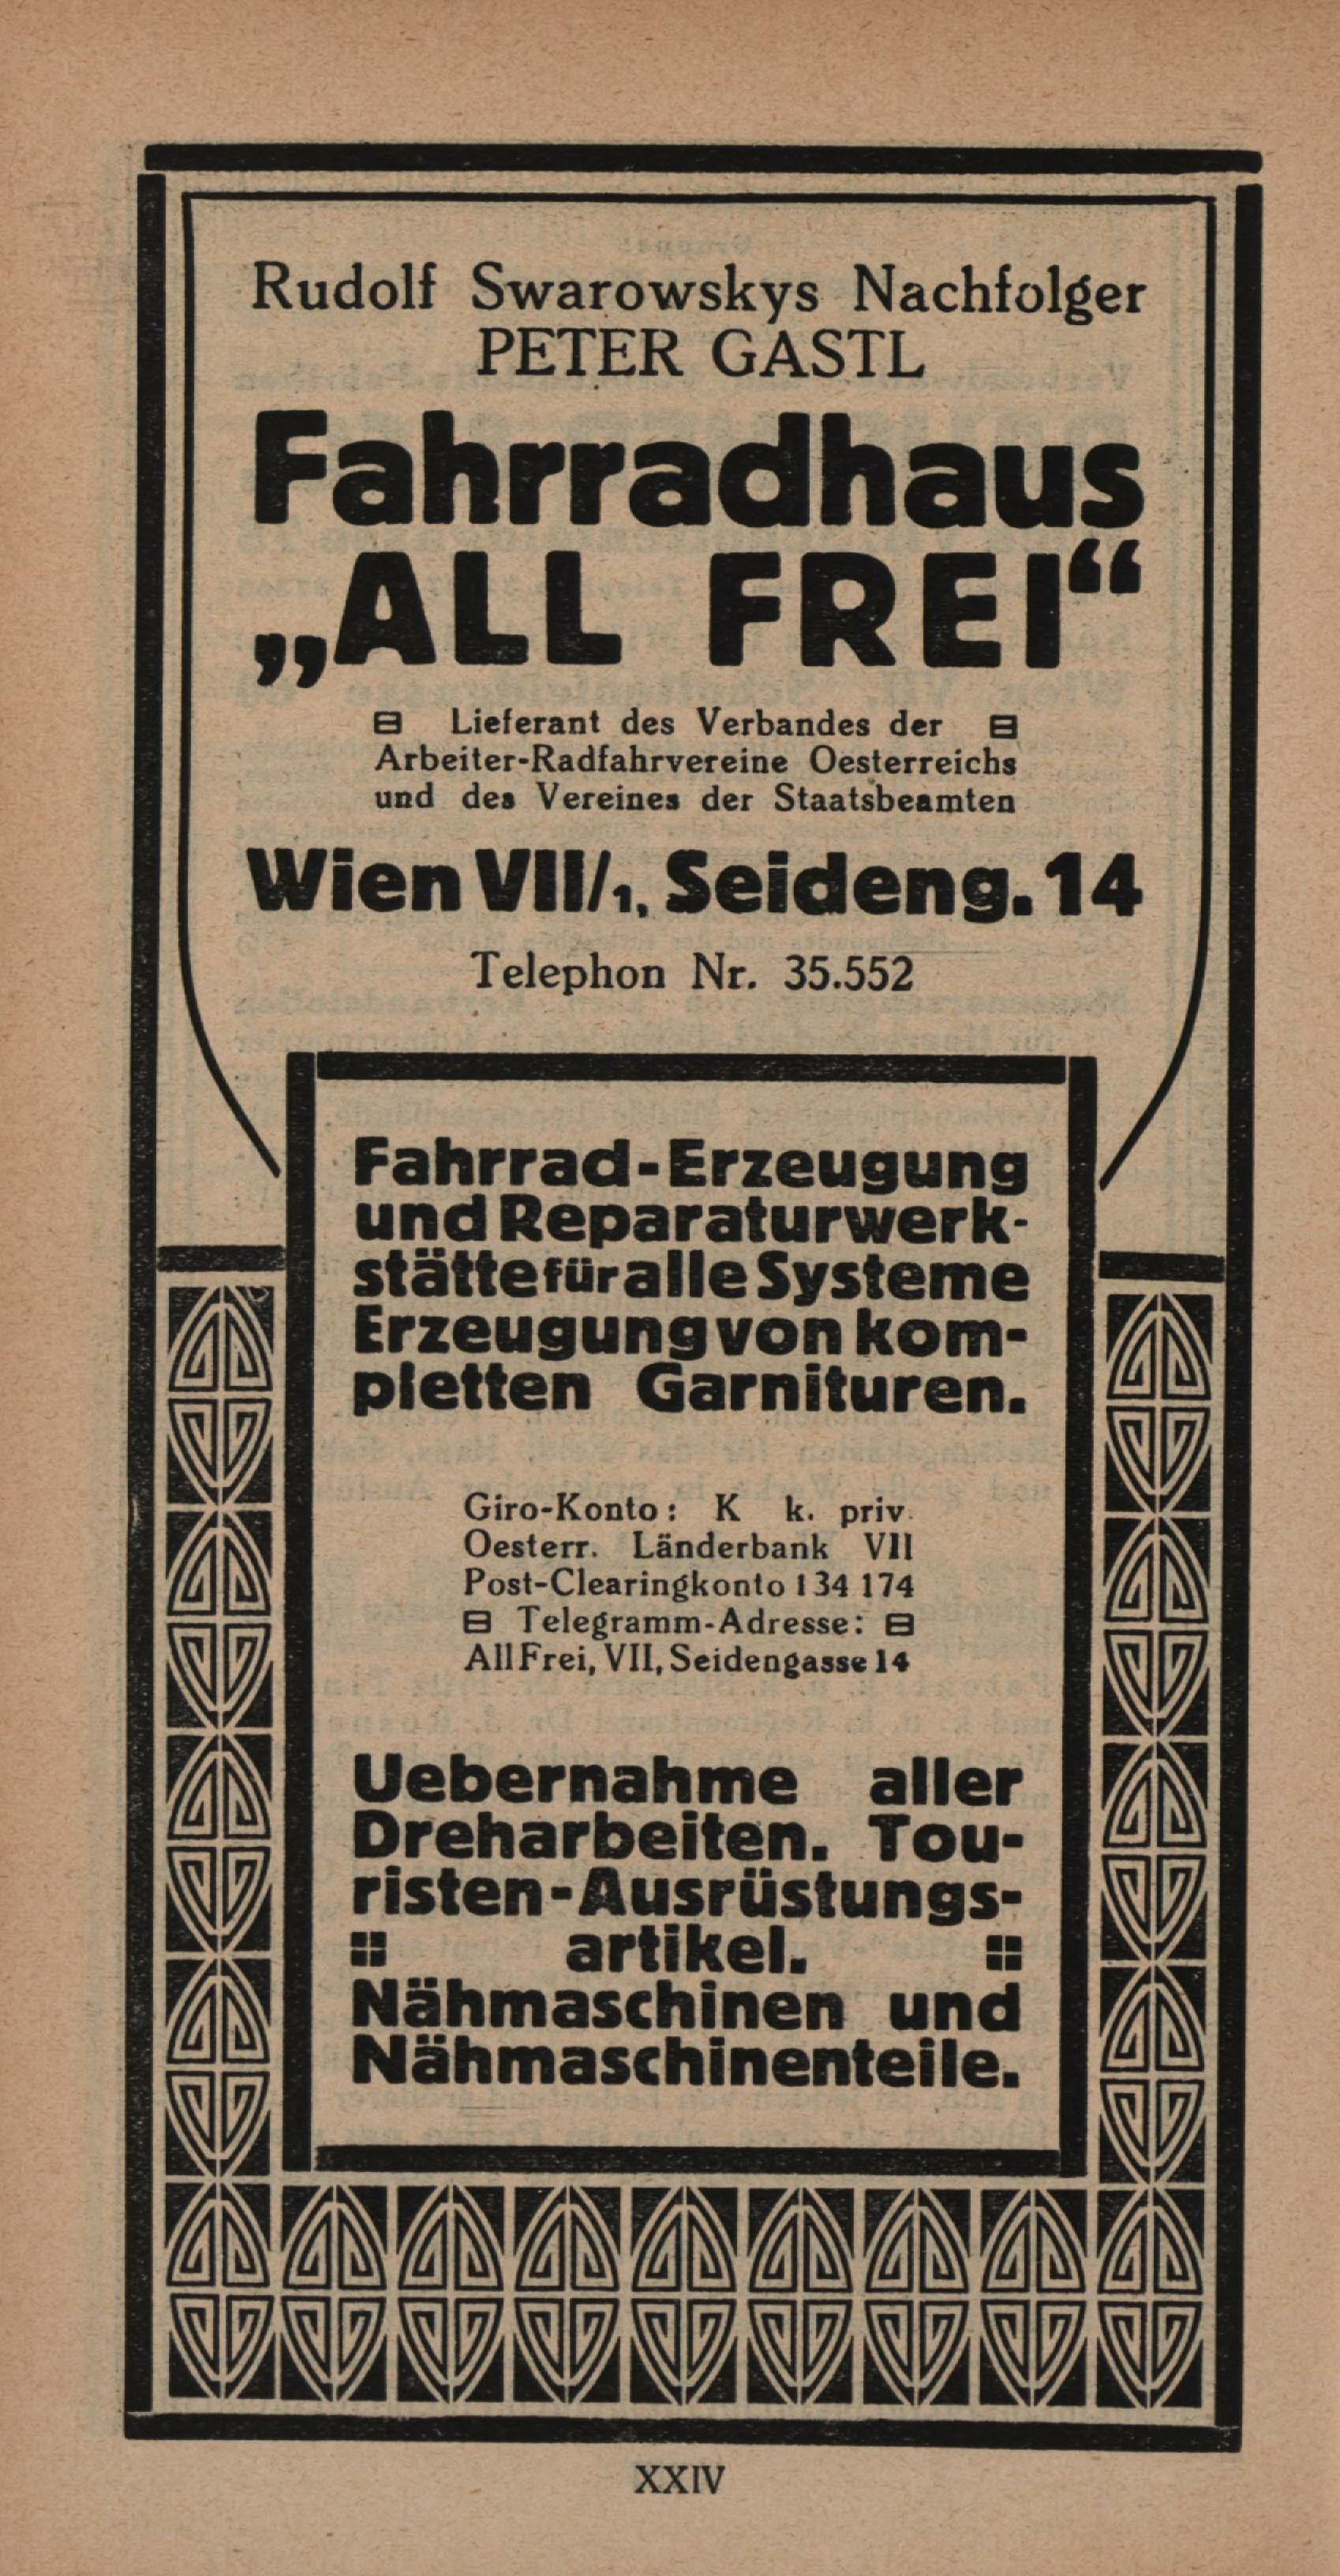 Rudolf Swarowskys Nachfolger
PETER GASTL
Fahrradhaus
„ALL FREI“
Lieferant des Verbandes der
Arbeiter-Radfahrvereine Oesterreichs
und des Vereines der Staatsbeamten
Wien VII/1, Seideng. 14
Telephon Nr. 35.552
Fahrrad-Erzeugung
und Reparaturwerk-
stätte für alle Systeme
Erzeugung von kom-
pletten Garnituren.
Giro-Konto: K k. priv.
Oesterr. Länderbank VII
Post-Clearingkonto 134 174
Telegramm-Adresse:
All Frei, VII, Seidengasse 14
Uebernahme aller
Dreharbeiten. Tou-
risten-Ausrüstungs-
artikel.
Nähmaschinen und
Nähmaschinenteile.
XXIV